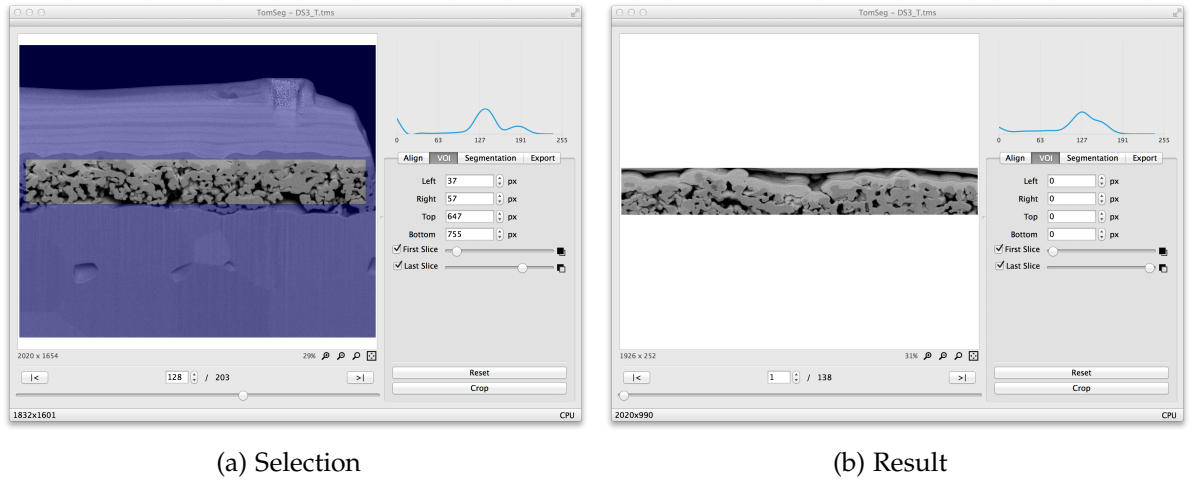 TomSeg – DS3_T.tms
0 63 127 191 255
Align VOI Segmentation Export
Left 37 px
Right 57 px
Top 647 px
Bottom 755 px
First Slice
Last Slice
2020 x 1654 29%
|< 128 / 203 >|
Reset
Crop
1832x1601 CPU
(a) Selection
TomSeg – DS3_T.tms
0 63 127 191 255
Align VOI Segmentation Export
Left 0 px
Right 0 px
Top 0 px
Bottom 0 px
First Slice
Last Slice
1926 x 252 31%
|< 1 / 138 >|
Reset
Crop
2020x990 CPU
(b) Result